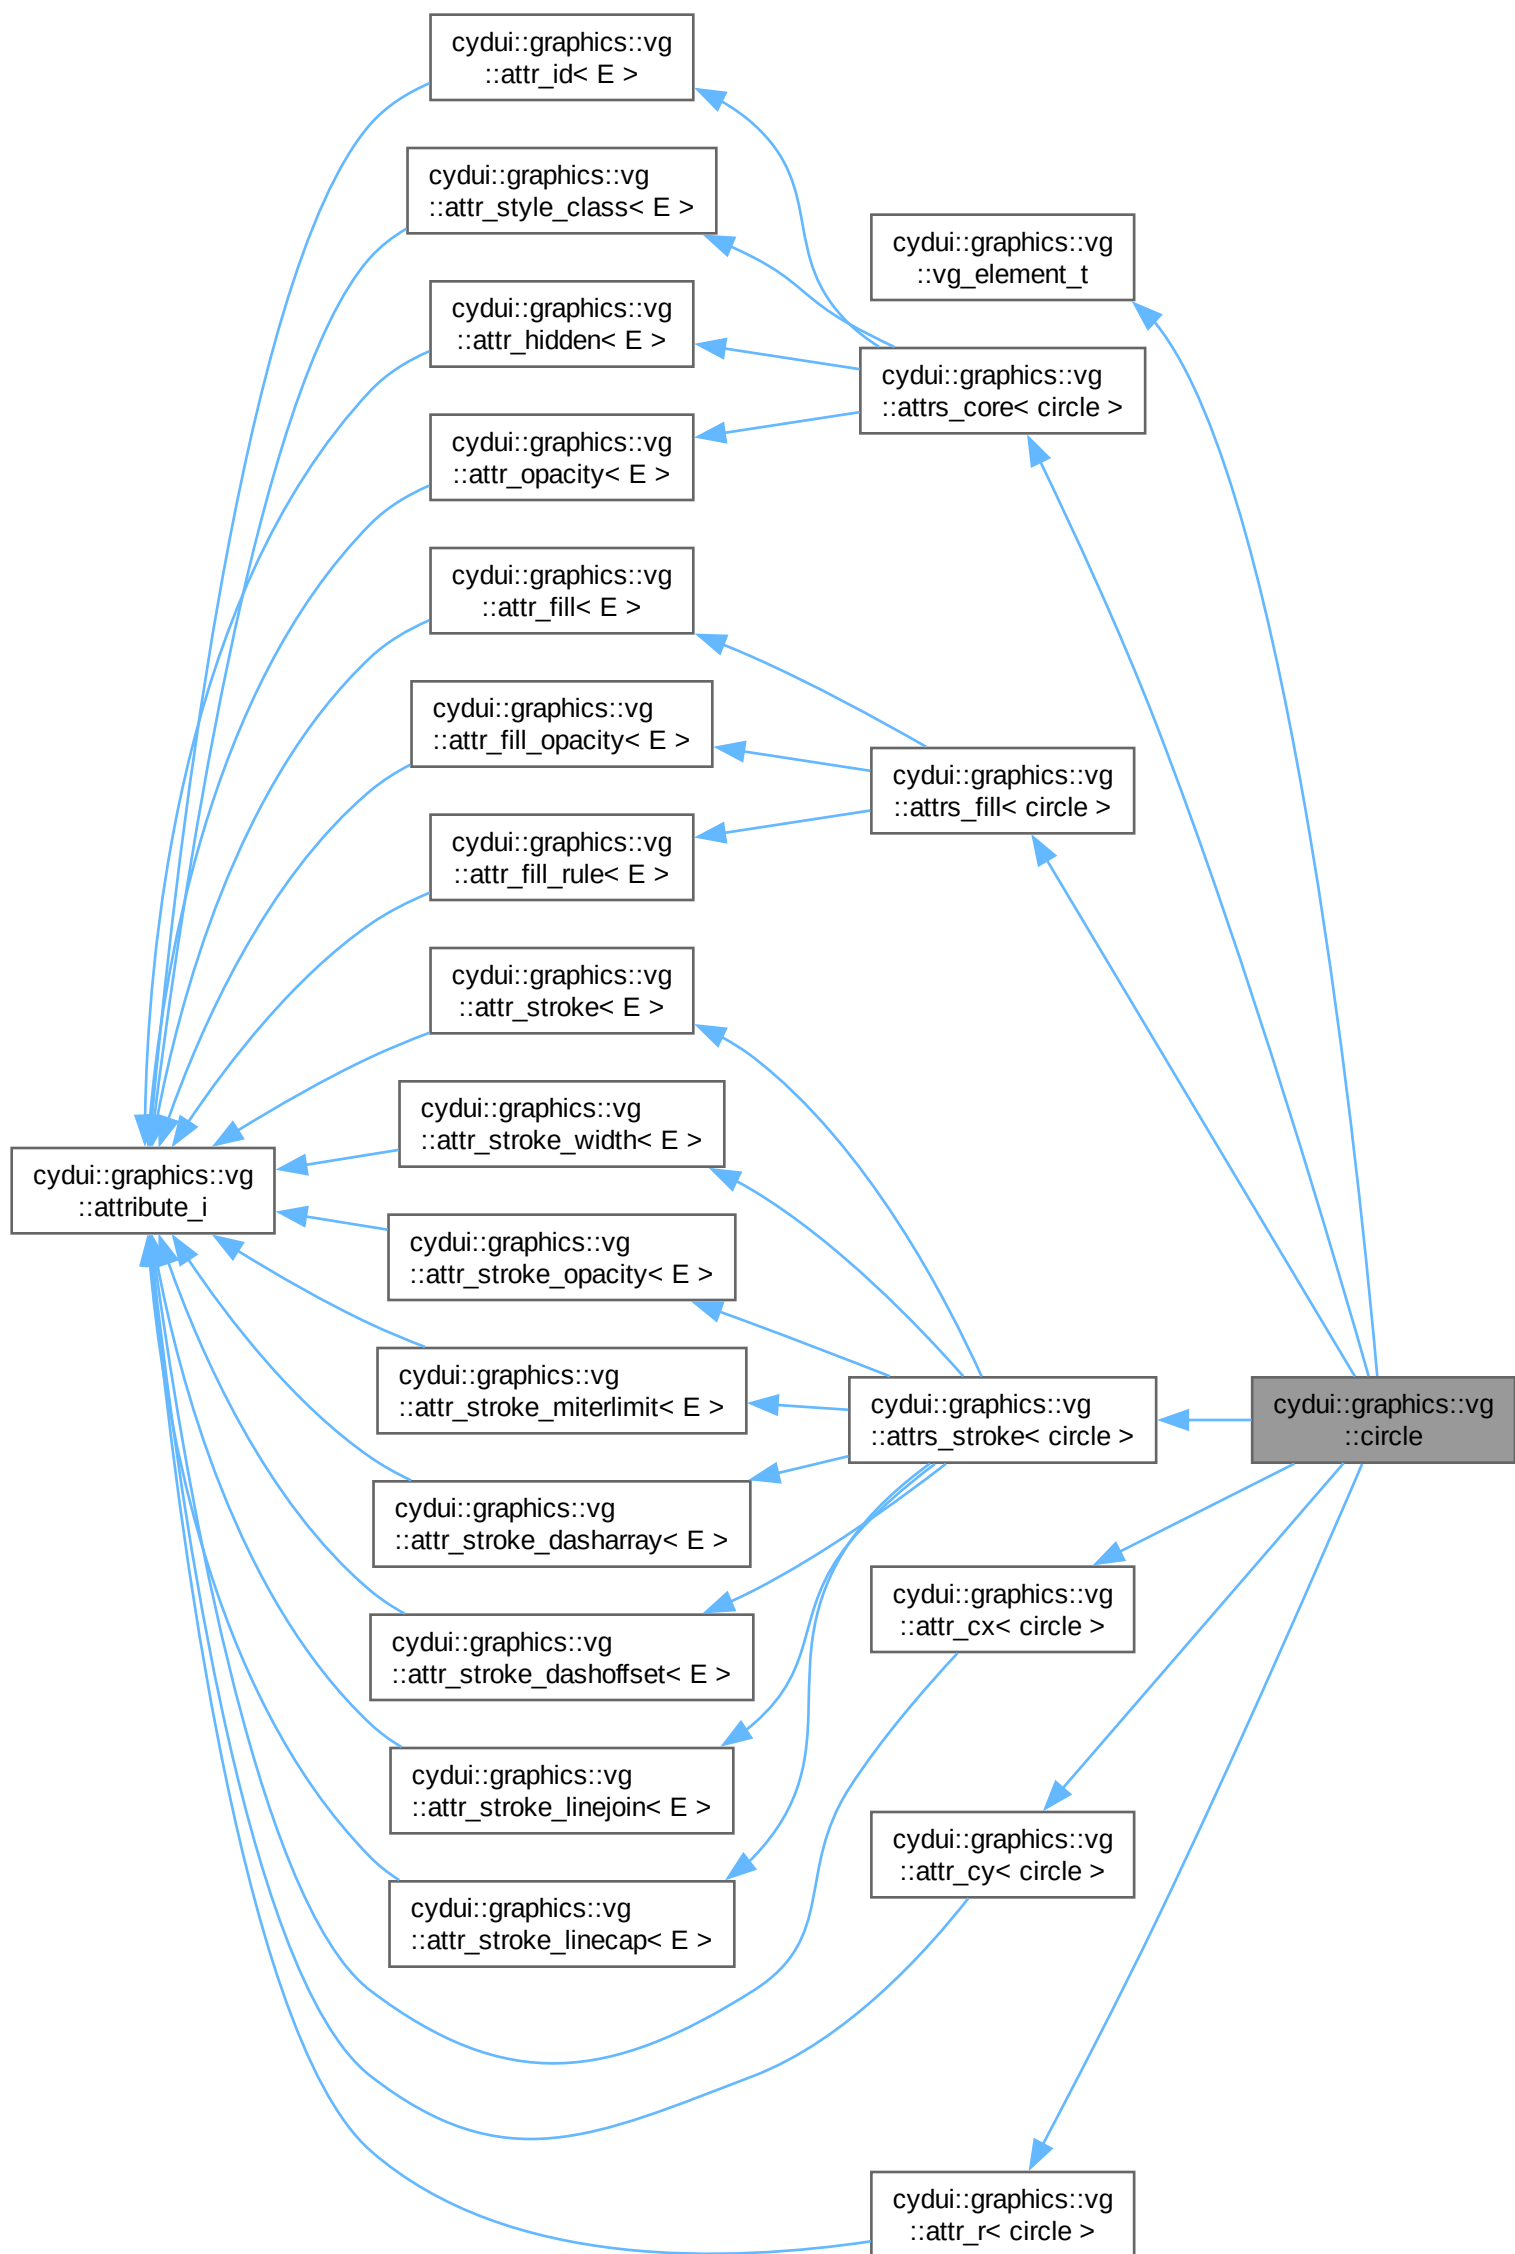 cydui::graphics::vg
::attr_id< E >
cydui::graphics::vg
::attr_style_class< E >
cydui::graphics::vg
::vg_element_t
cydui::graphics::vg
::attr_hidden< E >
cydui::graphics::vg
::attrs_core< circle >
cydui::graphics::vg
::attr_opacity< E >
cydui::graphics::vg
::attr_fill< E >
cydui::graphics::vg
::attr_fill_opacity< E >
cydui::graphics::vg
::attrs_fill< circle >
cydui::graphics::vg
::attr_fill_rule< E >
cydui::graphics::vg
::attr_stroke< E >
cydui::graphics::vg
::attr_stroke_width< E >
cydui::graphics::vg
::attribute_i
cydui::graphics::vg
::attr_stroke_opacity< E >
cydui::graphics::vg
::attr_stroke_miterlimit< E >
cydui::graphics::vg
::attrs_stroke< circle >
cydui::graphics::vg
::circle
cydui::graphics::vg
::attr_stroke_dasharray< E >
cydui::graphics::vg
::attr_cx< circle >
cydui::graphics::vg
::attr_stroke_dashoffset< E >
cydui::graphics::vg
::attr_stroke_linejoin< E >
cydui::graphics::vg
::attr_cy< circle >
cydui::graphics::vg
::attr_stroke_linecap< E >
cydui::graphics::vg
::attr_r< circle >